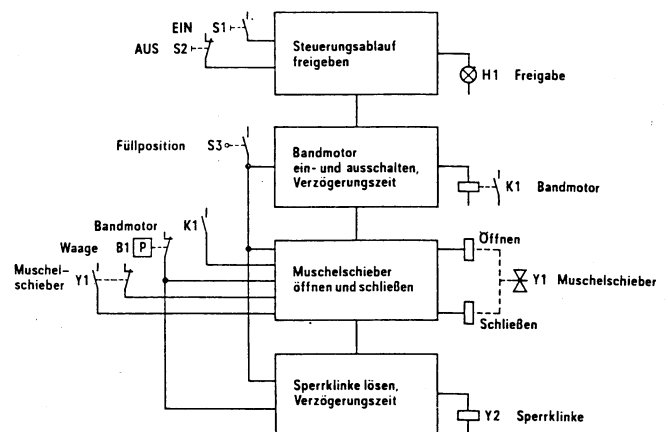 EIN S1
AUS S2
Steuerungsablauf
freigeben
H1 Freigabe
Füllposition S3
Bandmotor
ein- und ausschalten,
Verzögerungszeit
K1 Bandmotor
Bandmotor K1
Waage B1 P
Muschel-
schieber Y1
Muschelschieber
öffnen und schließen
Öffnen
Y1 Muschelschieber
Schließen
Sperrklinke lösen,
Verzögerungszeit
Y2 Sperrklinke